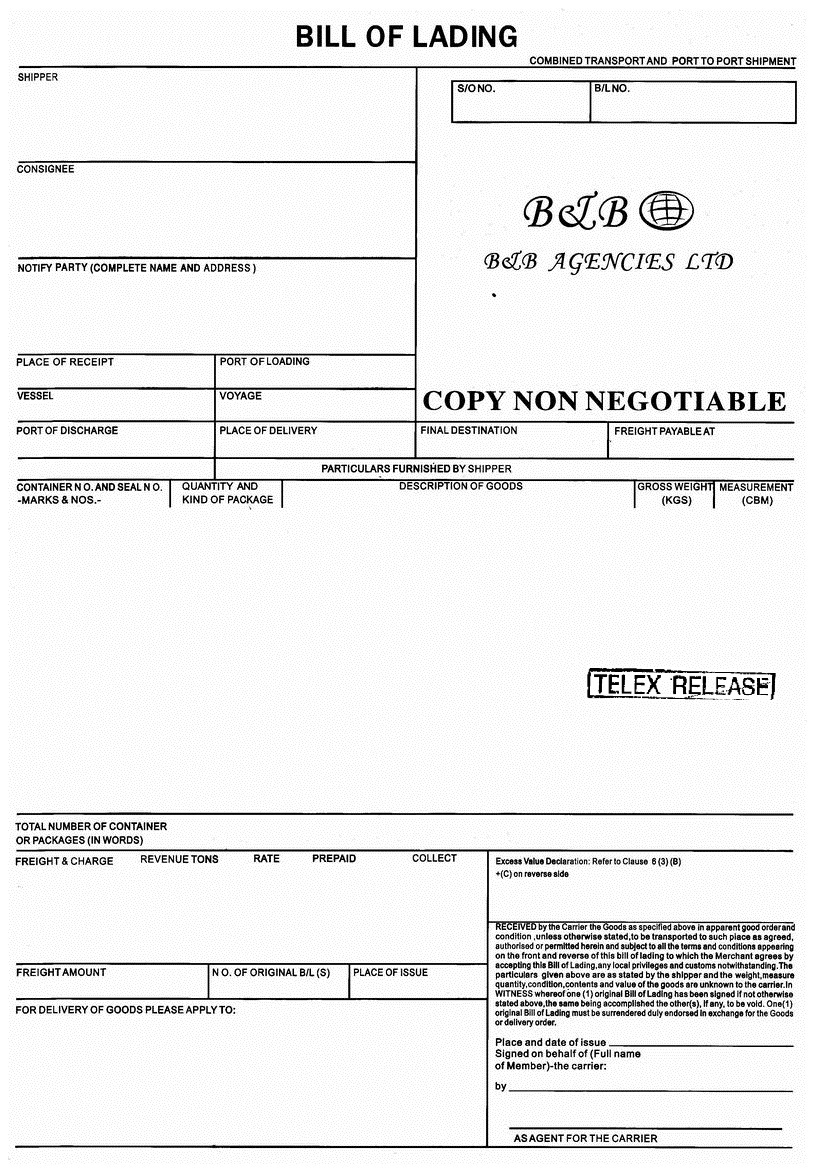 BILL OF LADING
COMBINED TRANSPORT AND PORT TO PORT SHIPMENT
SHIPPER
S/O NO.
B/L NO.
CONSIGNEE
B&B
B&B AGENCIES LTD
NOTIFY PARTY (COMPLETE NAME AND ADDRESS )
PLACE OF RECEIPT
PORT OF LOADING
VESSEL
VOYAGE
COPY NON NEGOTIABLE
PORT OF DISCHARGE
PLACE OF DELIVERY
FINAL DESTINATION
FREIGHT PAYABLE AT
PARTICULARS FURNISHED BY SHIPPER
CONTAINER N O. AND SEAL N O.
-MARKS & NOS.-
QUANTITY AND
KIND OF PACKAGE
DESCRIPTION OF GOODS
GROSS WEIGHT
(KGS)
MEASUREMENT
(CBM)
TELEX RELEASE
TOTAL NUMBER OF CONTAINER
OR PACKAGES (IN WORDS)
FREIGHT & CHARGE
REVENUE TONS
RATE
PREPAID
COLLECT
Excess Value Declaration: Refer to Clause 6 (3) (B)
+(C) on reverse side
RECEIVED by the Carrier the Goods as specified above in apparent good order and
condition ,unless otherwise stated,to be transported to such place as agreed,
authorised or permitted herein and subject to all the terms and conditions appearing
on the front and reverse of this bill of lading to which the Merchant agrees by
accepting this Bill of Lading,any local privileges and customs notwithstanding.The
particulars given above are as stated by the shipper and the weight,measure
quantity,condition,contents and value of the goods are unknown to the carrier.In
WITNESS whereof one (1) original Bill of Lading has been signed if not otherwise
stated above,the same being accomplished the other(s), if any, to be void. One(1)
original Bill of Lading must be surrendered duly endorsed in exchange for the Goods
or delivery order.
FREIGHT AMOUNT
N O. OF ORIGINAL B/L (S)
PLACE OF ISSUE
FOR DELIVERY OF GOODS PLEASE APPLY TO:
Place and date of issue
Signed on behalf of (Full name
of Member)-the carrier:
by
AS AGENT FOR THE CARRIER